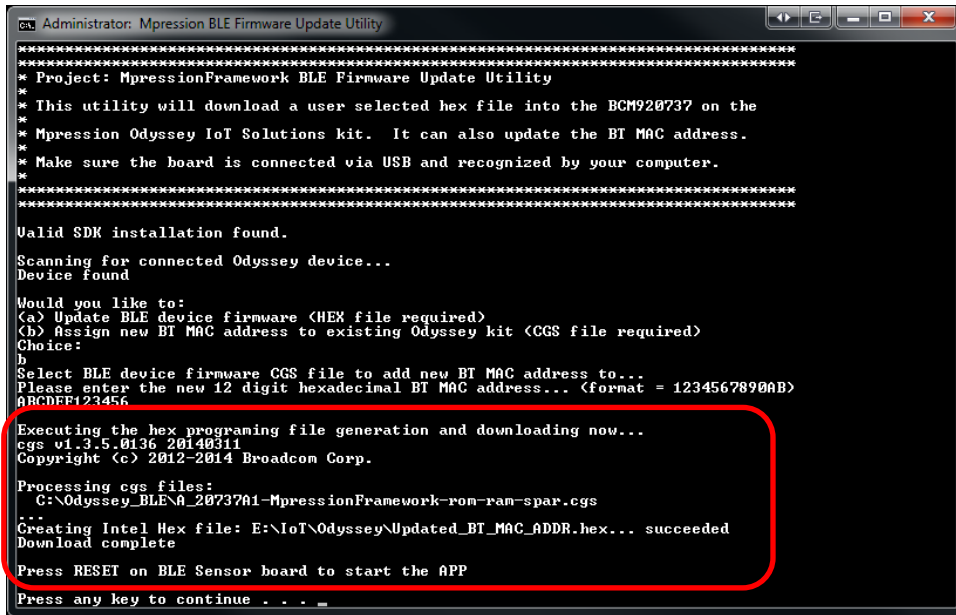 Administrator: Mpression BLE Firmware Update Utility
************************************************************************************
************************************************************************************
* Project: MpressionFramework BLE Firmware Update Utility
*
* This utility will download a user selected hex file into the BCM920737 on the
*
* Mpression Odyssey IoT Solutions kit.  It can also update the BT MAC address.
*
* Make sure the board is connected via USB and recognized by your computer.
*
************************************************************************************
************************************************************************************
Valid SDK installation found.
Scanning for connected Odyssey device...
Device found
Would you like to:
(a) Update BLE device firmware (HEX file required)
(b) Assign new BT MAC address to existing Odyssey kit (CGS file required)
Choice:
b
Select BLE device firmware CGS file to add new BT MAC address to...
Please enter the new 12 digit hexadecimal BT MAC address... (format = 1234567890AB)
ABCDEF123456
Executing the hex programing file generation and downloading now...
cgs v1.3.5.0136 20140311
Copyright (c) 2012-2014 Broadcom Corp.
Processing cgs files:
C:\Odyssey_BLE\A_20737A1-MpressionFramework-rom-ram-spar.cgs
...
Creating Intel Hex file: E:\IoT\Odyssey\Updated_BT_MAC_ADDR.hex... succeeded
Download complete
Press RESET on BLE Sensor board to start the APP
Press any key to continue . . . _